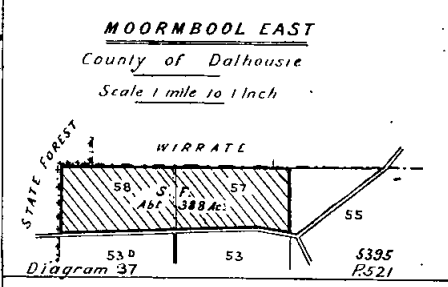 MOORMBOOL EAST
County of Dalhousie
Scale 1 mile to 1 Inch
WIRRATE
STATE FOREST
58 S. F. 57
Abt 388 Ac.
55
53D 53
5395
Diagram 37 P.521